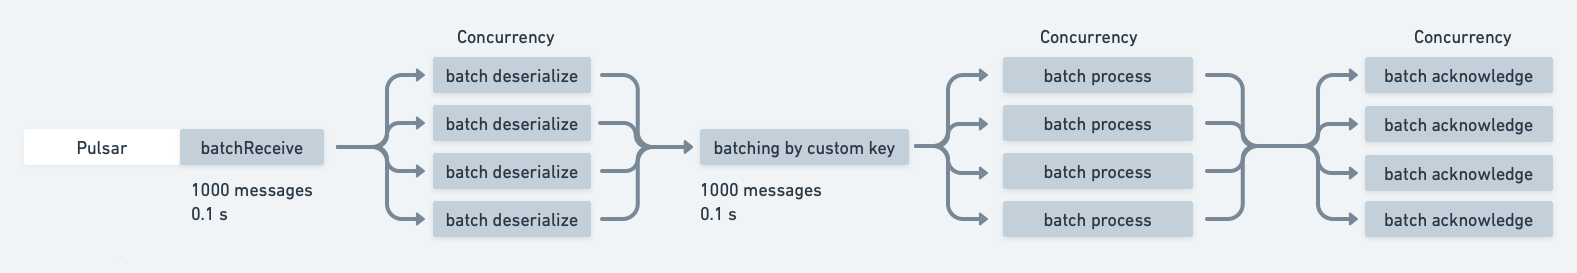 Concurrency
Concurrency
Concurrency
batch deserialize
batch process
batch acknowledge
batch deserialize
batch process
batch acknowledge
Pulsar
batchReceive
batching by custom key
batch deserialize
batch process
batch acknowledge
1000 messages
0.1 s
1000 messages
0.1 s
batch deserialize
batch process
batch acknowledge